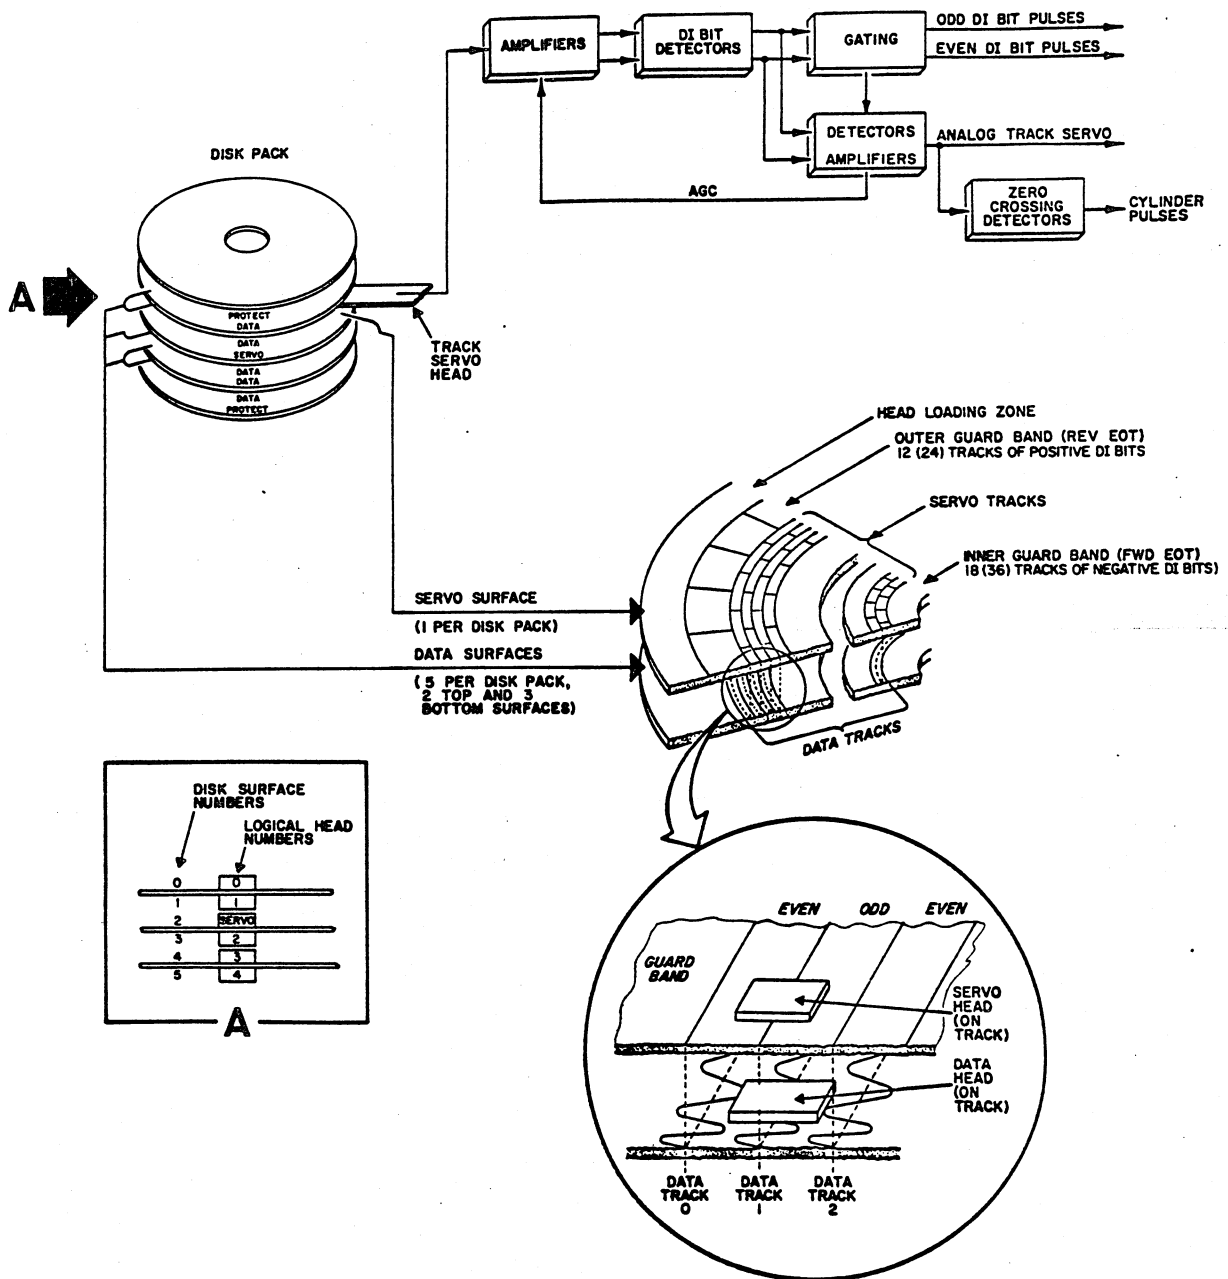 AMPLIFIERS
DI BIT
DETECTORS
GATING
ODD DI BIT PULSES
EVEN DI BIT PULSES
DETECTORS
AMPLIFIERS
ANALOG TRACK SERVO
AGC
ZERO
CROSSING
DETECTORS
CYLINDER
PULSES
DISK PACK
A
PROTECT
DATA
DATA
SERVO
DATA
DATA
DATA
PROTECT
TRACK
SERVO
HEAD
HEAD LOADING ZONE
OUTER GUARD BAND (REV EOT)
12 (24) TRACKS OF POSITIVE DI BITS
SERVO TRACKS
INNER GUARD BAND (FWD EOT)
18 (36) TRACKS OF NEGATIVE DI BITS)
SERVO SURFACE
(1 PER DISK PACK)
DATA SURFACES
(5 PER DISK PACK,
2 TOP AND 3
BOTTOM SURFACES)
DATA TRACKS
DISK SURFACE
NUMBERS
LOGICAL HEAD
NUMBERS
0 0
1 1
2 SERVO
3 2
4 3
5 4
A
EVEN ODD EVEN
GUARD
BAND
SERVO
HEAD
(ON
TRACK)
DATA
HEAD
(ON
TRACK)
DATA DATA DATA
TRACK TRACK TRACK
0 1 2